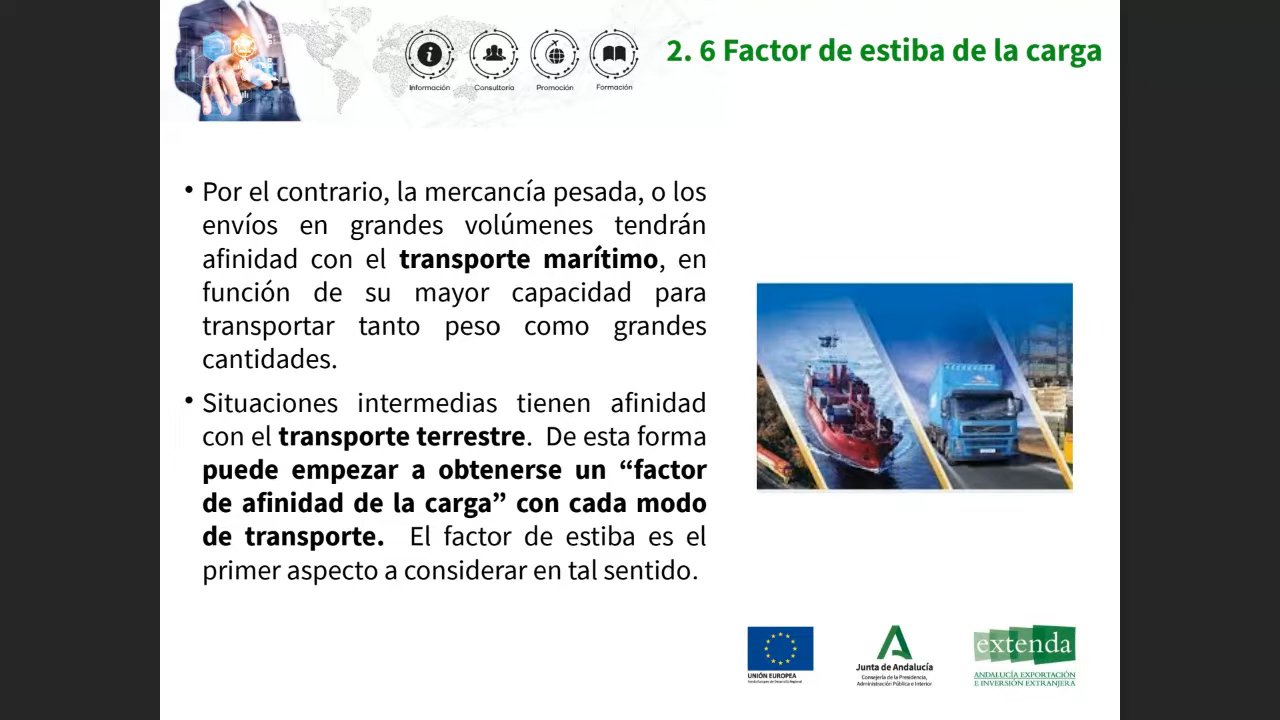 2. 6 Factor de estiba de la carga
Información
Consultoría
Promoción
Formación
• Por el contrario, la mercancía pesada, o los
envíos en grandes volúmenes tendrán
afinidad con el transporte marítimo, en
función de su mayor capacidad para
transportar tanto peso como grandes
cantidades.
• Situaciones intermedias tienen afinidad
con el transporte terrestre. De esta forma
puede empezar a obtenerse un “factor
de afinidad de la carga” con cada modo
de transporte. El factor de estiba es el
primer aspecto a considerar en tal sentido.
UNIÓN EUROPEA
Fondo Europeo de Desarrollo Regional
Junta de Andalucía
Consejería de la Presidencia,
Administración Pública e Interior
extenda
ANDALUCÍA EXPORTACIÓN
E INVERSIÓN EXTRANJERA